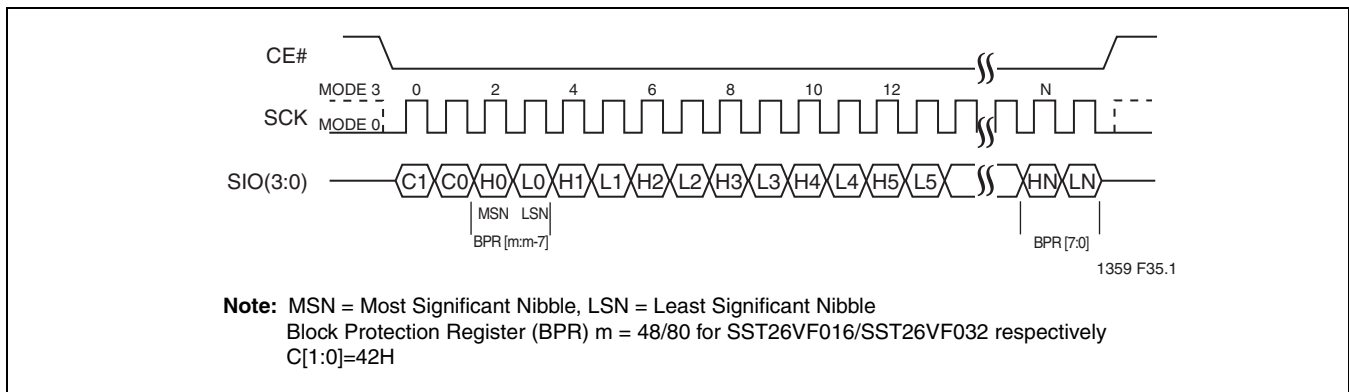 CE#
MODE 3 0 2 4 6 8 10 12 N
SCK
MODE 0
SIO(3:0) C1 C0 H0 L0 H1 L1 H2 L2 H3 L3 H4 L4 H5 L5 HN LN
MSN LSN
BPR [m:m-7] BPR [7:0]
1359 F35.1
Note: MSN = Most Significant Nibble, LSN = Least Significant Nibble
Block Protection Register (BPR) m = 48/80 for SST26VF016/SST26VF032 respectively
C[1:0]=42H